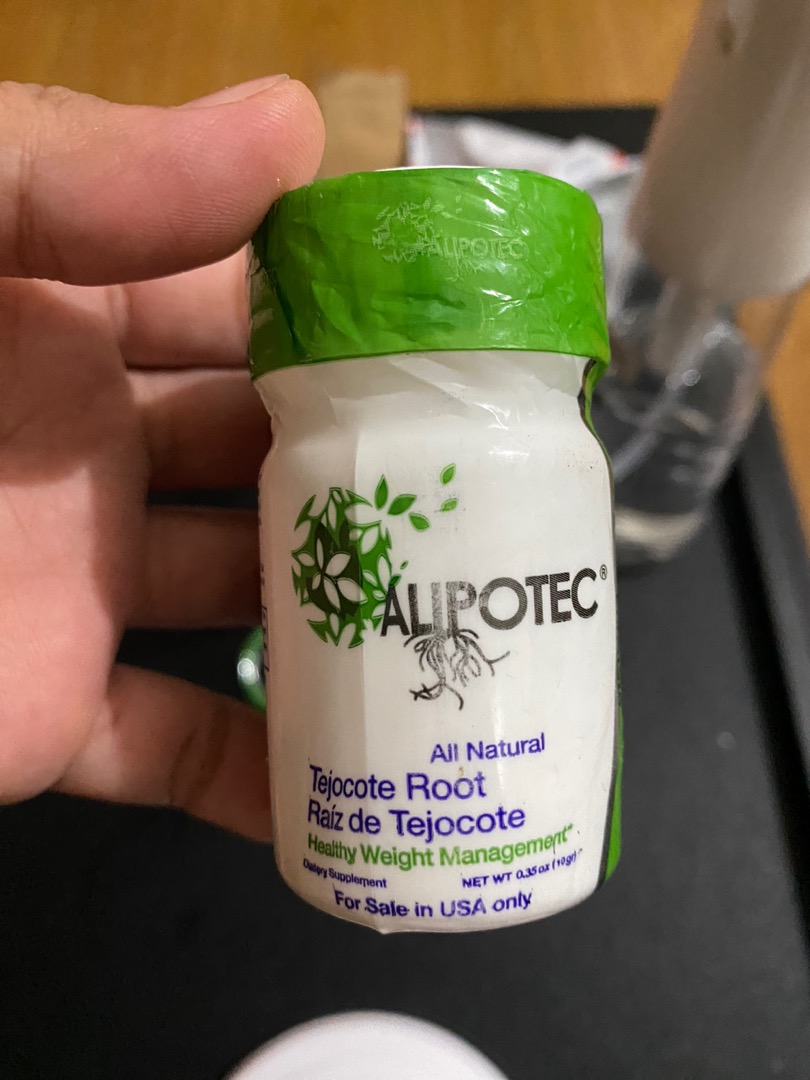 ALIPOTEC
ALIPOTEC®
All Natural
Tejocote Root
Raíz de Tejocote
Healthy Weight Management*
Dietary Supplement
NET WT 0.35 oz (10gr)
For Sale in USA only